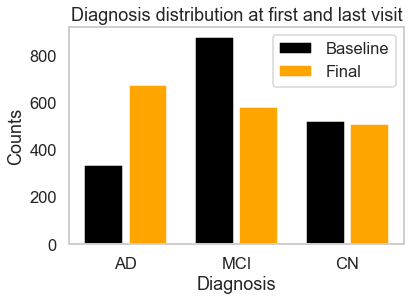 Diagnosis distribution at first and last visit
Baseline
Final
Counts
800
600
400
200
0
AD MCI CN
Diagnosis